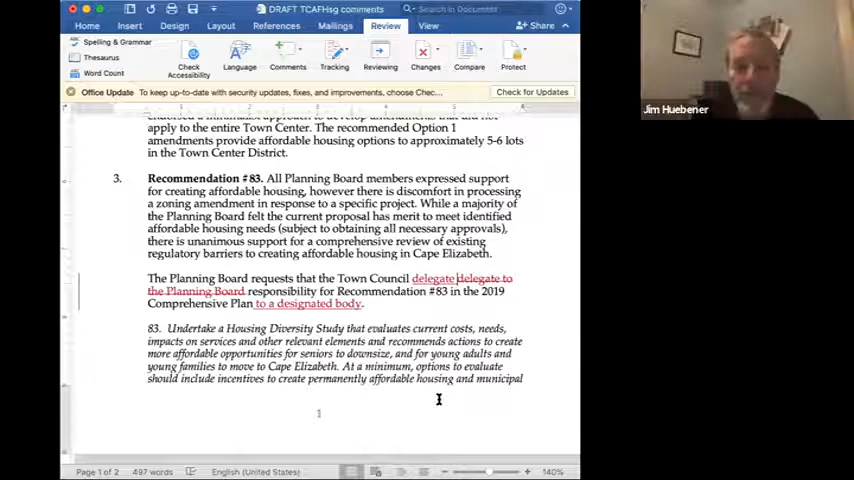 DRAFT TCAFHsg comments
Search in Document
Home Insert Design Layout References Mailings Review View Share
Spelling & Grammar
Thesaurus
Word Count
Check Accessibility
Language
Comments
Tracking
Reviewing
Changes
Compare
Protect
Office Update To keep up-to-date with security updates, fixes, and improvements, choose Chec... Check for Updates
endorsed a minimalist approach to develop amendments that did not
apply to the entire Town Center. The recommended Option 1
amendments provide affordable housing options to approximately 5-6 lots
in the Town Center District.
3. Recommendation #83. All Planning Board members expressed support
for creating affordable housing, however there is discomfort in processing
a zoning amendment in response to a specific project. While a majority of
the Planning Board felt the current proposal has merit to meet identified
affordable housing needs (subject to obtaining all necessary approvals),
there is unanimous support for a comprehensive review of existing
regulatory barriers to creating affordable housing in Cape Elizabeth.
The Planning Board requests that the Town Council delegate delegate to
the Planning Board responsibility for Recommendation #83 in the 2019
Comprehensive Plan to a designated body.
83. Undertake a Housing Diversity Study that evaluates current costs, needs,
impacts on services and other relevant elements and recommends actions to create
more affordable opportunities for seniors to downsize, and for young adults and
young families to move to Cape Elizabeth. At a minimum, options to evaluate
should include incentives to create permanently affordable housing and municipal
1
Page 1 of 2 497 words English (United States) 140%
Jim Huebener